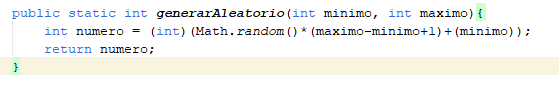 public static int generarAleatorio(int minimo, int maximo){
int numero = (int)(Math.random()*(maximo-minimo+1)+(minimo));
return numero;
}